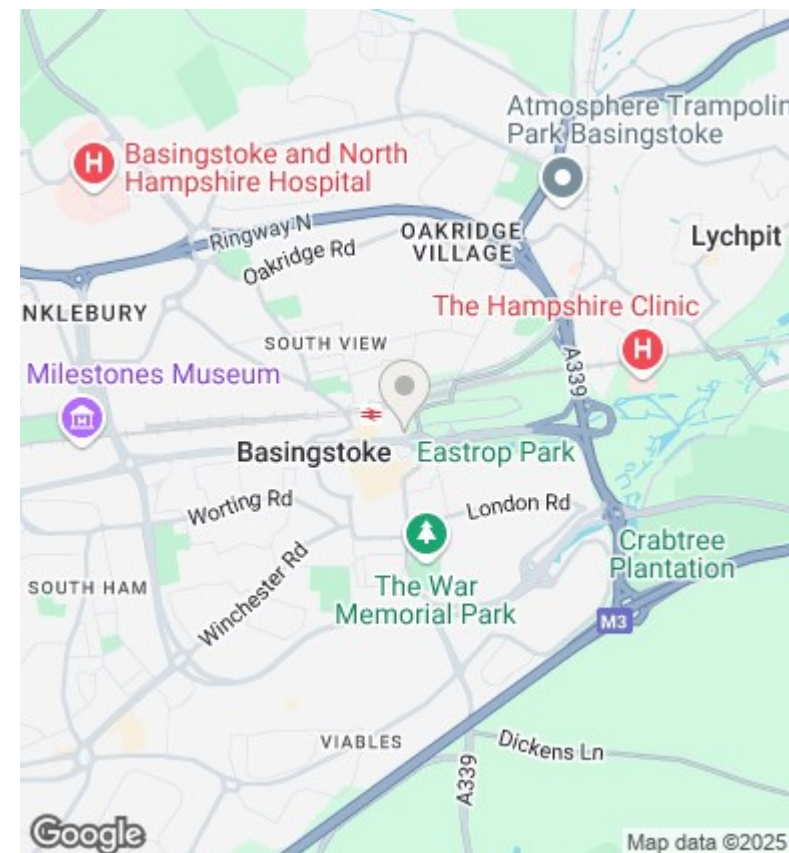 Atmosphere Trampolin
Park Basingstoke
Basingstoke and North
Hampshire Hospital
Ringway N
OAKRIDGE
VILLAGE
Oakridge Rd
Lychpit
The Hampshire Clinic
NKLEBURY
SOUTH VIEW
A339
Milestones Museum
Basingstoke
Eastrop Park
Worting Rd
London Rd
Crabtree
Plantation
Winchester Rd
SOUTH HAM
The War
Memorial Park
M3
VIABLES
Dickens Ln
A339
Google
Map data ©2025
H
H